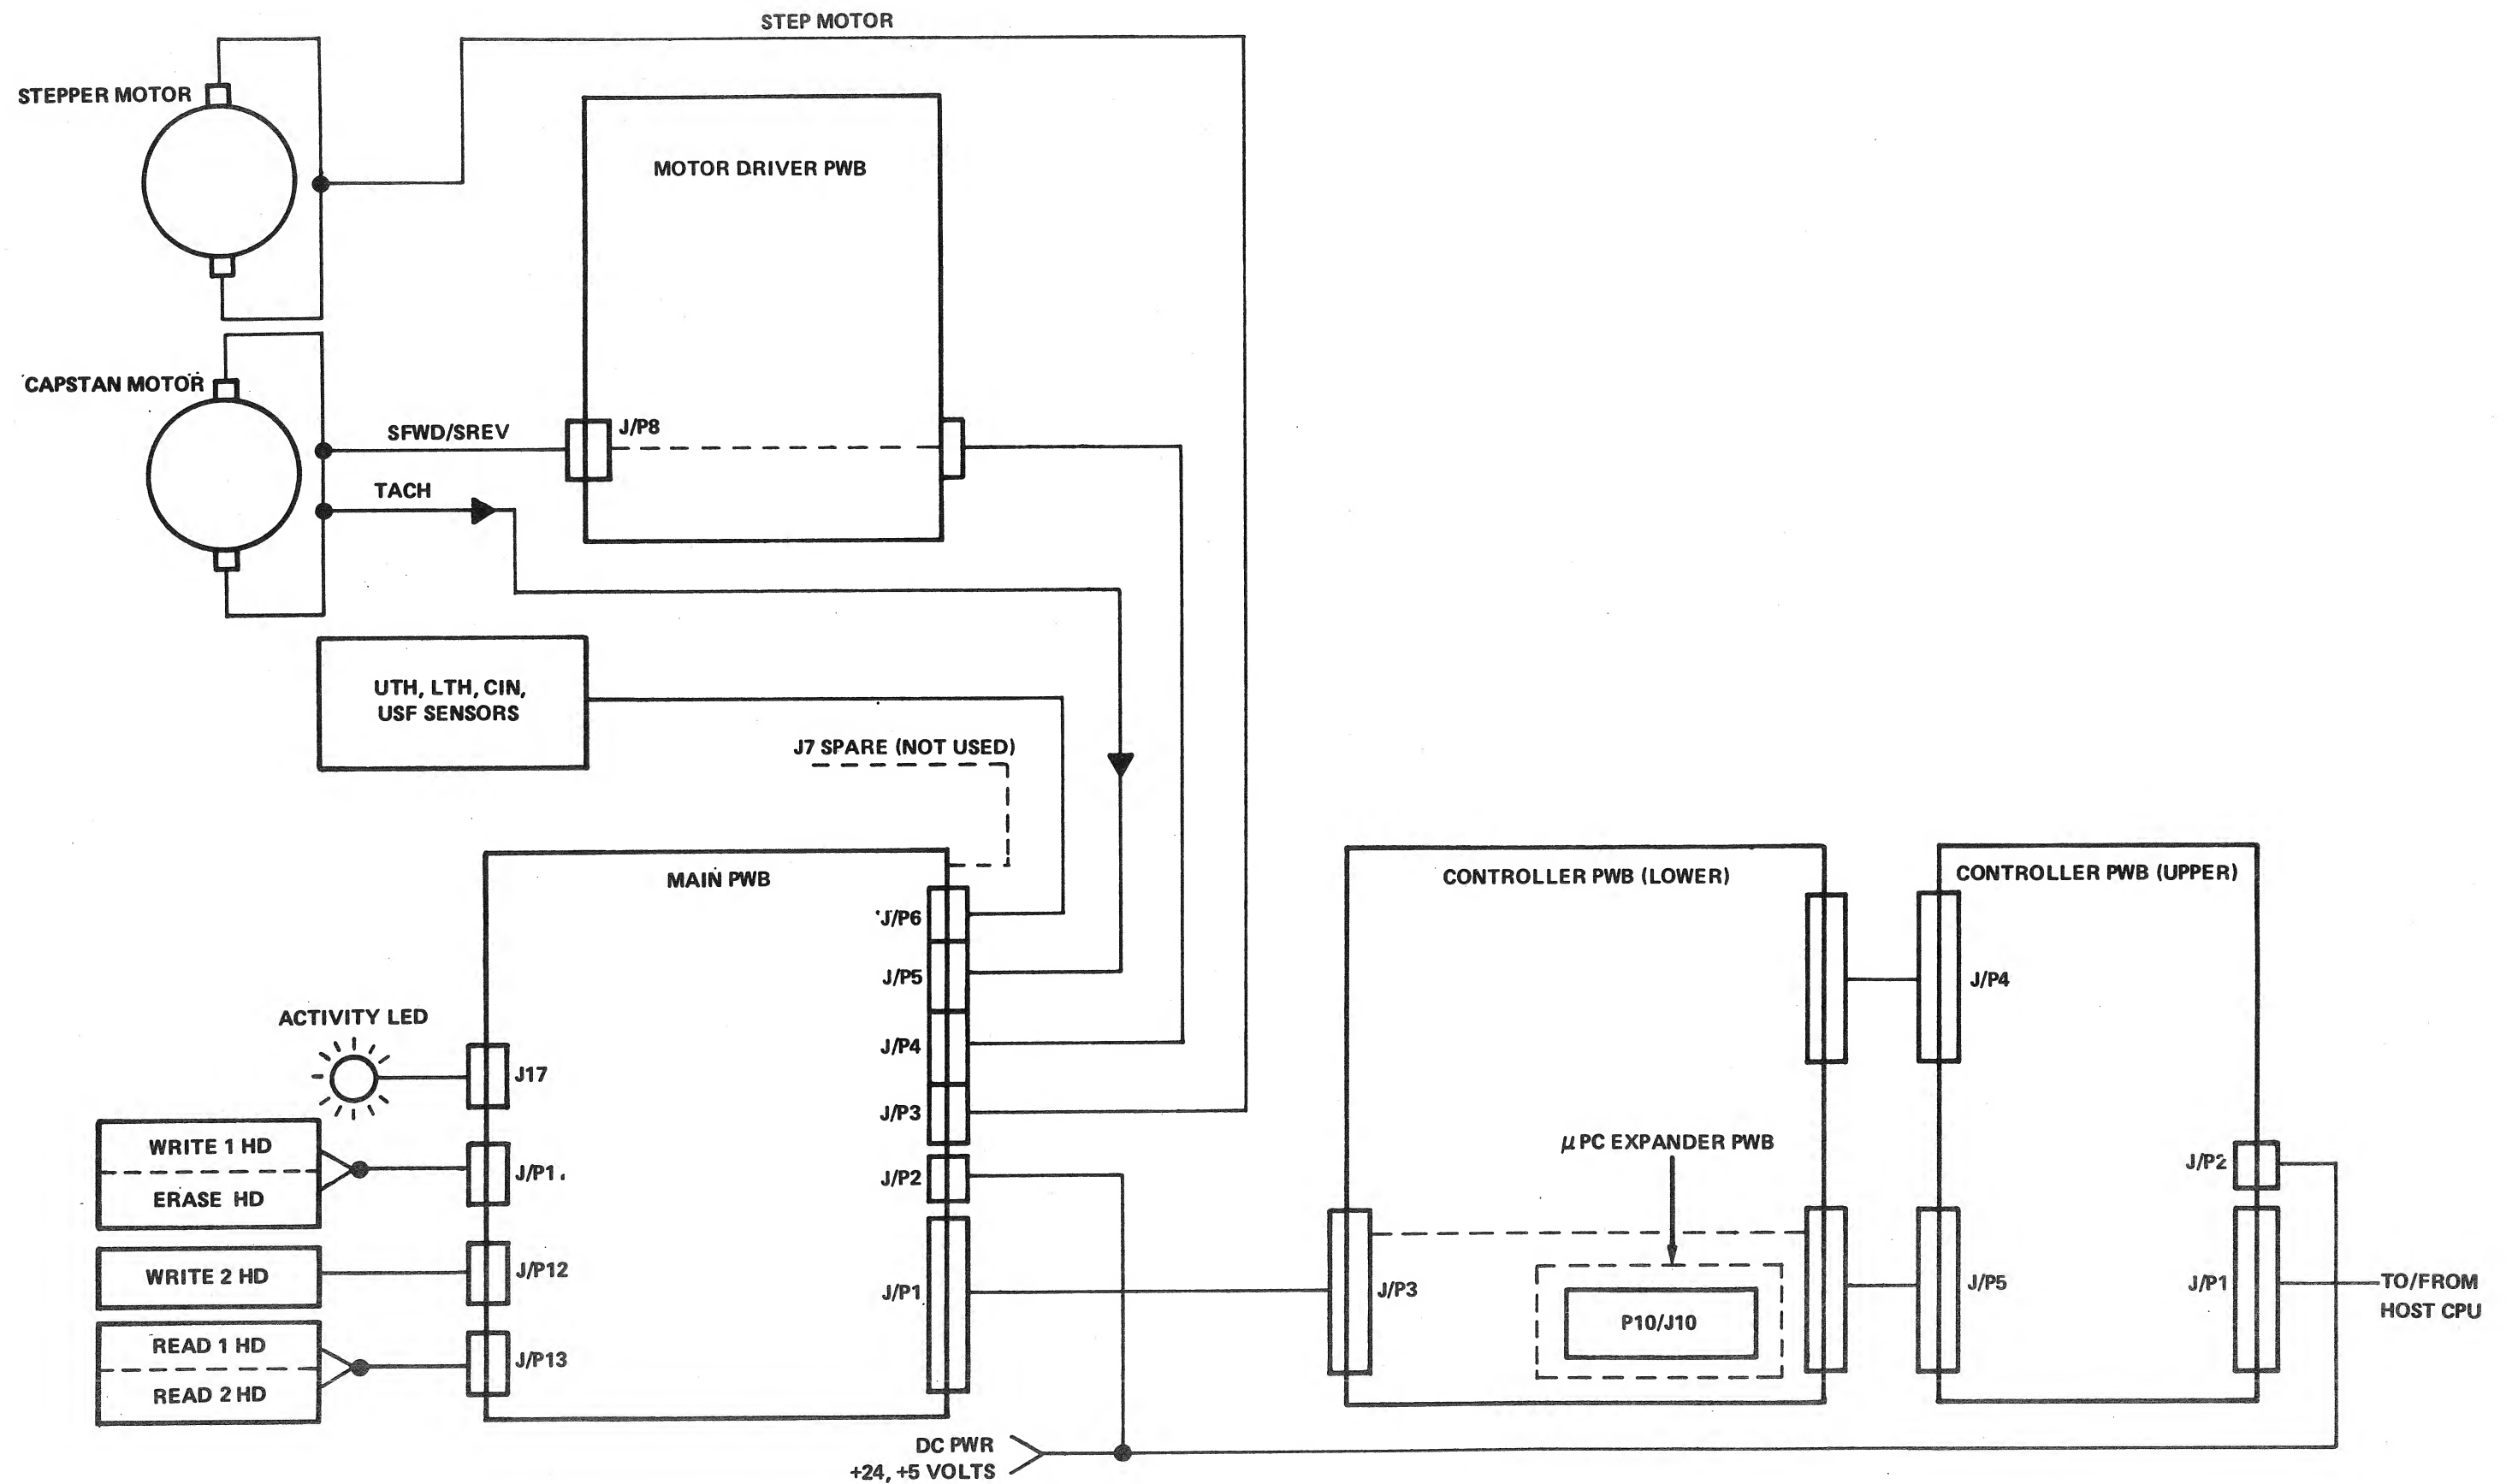 STEP MOTOR
STEPPER MOTOR
MOTOR DRIVER PWB
CAPSTAN MOTOR
SFWD/SREV
J/P8
TACH
UTH, LTH, CIN,
USF SENSORS
J7 SPARE (NOT USED)
MAIN PWB
J/P6
J/P5
J/P4
J/P3
J/P2
J/P1
ACTIVITY LED
J17
WRITE 1 HD
ERASE HD
WRITE 2 HD
J/P12
READ 1 HD
READ 2 HD
J/P13
DC PWR
+24, +5 VOLTS
CONTROLLER PWB (LOWER)
J/P3
μPC EXPANDER PWB
P10/J10
CONTROLLER PWB (UPPER)
J/P4
J/P5
J/P2
J/P1
TO/FROM
HOST CPU